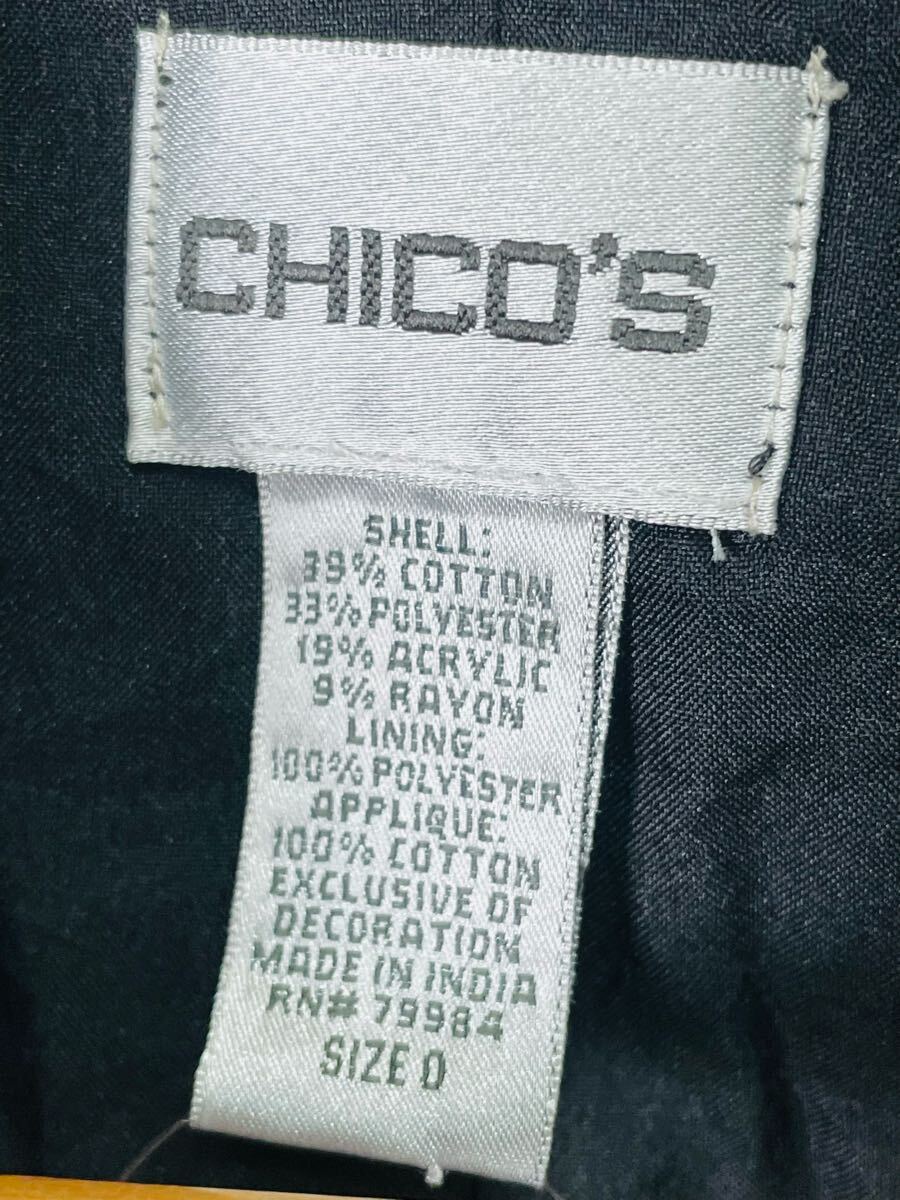 CHICO'S
SHELL:
39% COTTON
33% POLYESTER
19% ACRYLIC
9% RAYON
LINING:
100% POLYESTER
APPLIQUE:
100% COTTON
EXCLUSIVE OF
DECORATION
MADE IN INDIA
RN# 79984
SIZE 0